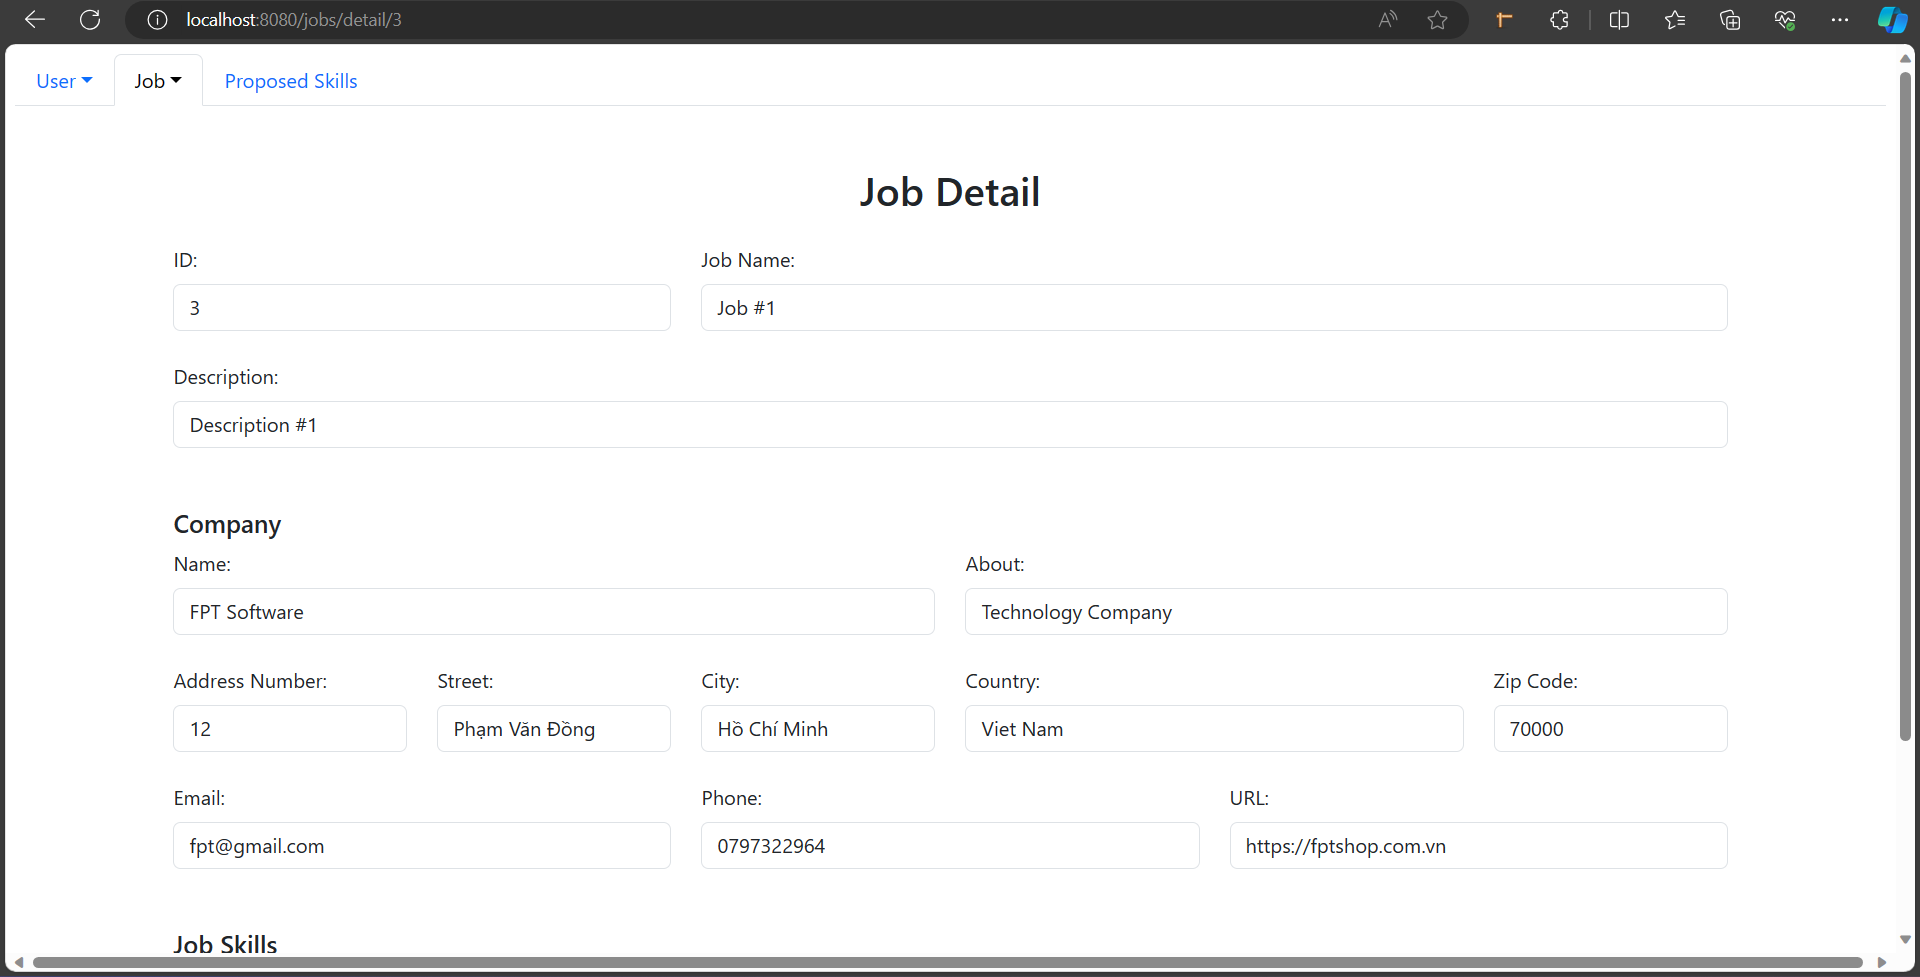 localhost:8080/jobs/detail/3
User Job Proposed Skills
Job Detail
ID: Job Name:
3 Job #1
Description:
Description #1
Company
Name: About:
FPT Software Technology Company
Address Number: Street: City: Country: Zip Code:
12 Phạm Văn Đồng Hồ Chí Minh Viet Nam 70000
Email: Phone: URL:
fpt@gmail.com 0797322964 https://fptshop.com.vn
Job Skills